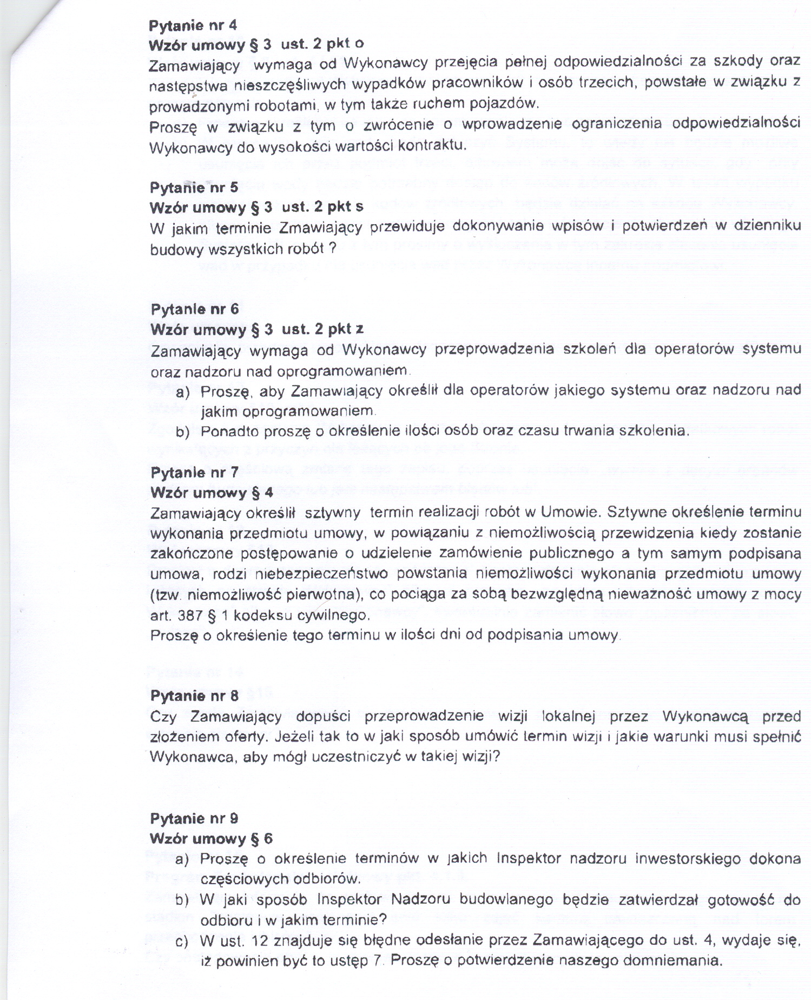 Pytanie nr 4
Wzór umowy § 3 ust. 2 pkt o
Zamawiający wymaga od Wykonawcy przejęcia pełnej odpowiedzialności za szkody oraz
następstwa nieszczęśliwych wypadków pracowników i osób trzecich, powstałe w związku z
prowadzonymi robotami, w tym także ruchem pojazdów.
Proszę w związku z tym o zwrócenie o wprowadzenie ograniczenia odpowiedzialności
Wykonawcy do wysokości wartości kontraktu.
Pytanie nr 5
Wzór umowy § 3 ust. 2 pkt s
W jakim terminie Zmawiający przewiduje dokonywanie wpisów i potwierdzeń w dzienniku
budowy wszystkich robót ?
Pytanie nr 6
Wzór umowy § 3 ust. 2 pkt z
Zamawiający wymaga od Wykonawcy przeprowadzenia szkoleń dla operatorów systemu
oraz nadzoru nad oprogramowaniem.
a) Proszę, aby Zamawiający określił dla operatorów jakiego systemu oraz nadzoru nad
jakim oprogramowaniem.
b) Ponadto proszę o określenie ilości osób oraz czasu trwania szkolenia.
Pytanie nr 7
Wzór umowy § 4
Zamawiający określił sztywny termin realizacji robót w Umowie. Sztywne określenie terminu
wykonania przedmiotu umowy, w powiązaniu z niemożliwością przewidzenia kiedy zostanie
zakończone postępowanie o udzielenie zamówienie publicznego a tym samym podpisana
umowa, rodzi niebezpieczeństwo powstania niemożliwości wykonania przedmiotu umowy
(tzw. niemożliwość pierwotna), co pociąga za sobą bezwzględną nieważność umowy z mocy
art. 387 § 1 kodeksu cywilnego.
Proszę o określenie tego terminu w ilości dni od podpisania umowy.
Pytanie nr 8
Czy Zamawiający dopuści przeprowadzenie wizji lokalnej przez Wykonawcą przed
złożeniem oferty. Jeżeli tak to w jaki sposób umówić termin wizji i jakie warunki musi spełnić
Wykonawca, aby mógł uczestniczyć w takiej wizji?
Pytanie nr 9
Wzór umowy § 6
a) Proszę o określenie terminów w jakich Inspektor nadzoru inwestorskiego dokona
częściowych odbiorów.
b) W jaki sposób Inspektor Nadzoru budowlanego będzie zatwierdzał gotowość do
odbioru i w jakim terminie?
c) W ust. 12 znajduje się błędne odesłanie przez Zamawiającego do ust. 4, wydaje się,
iż powinien być to ustęp 7. Proszę o potwierdzenie naszego domniemania.